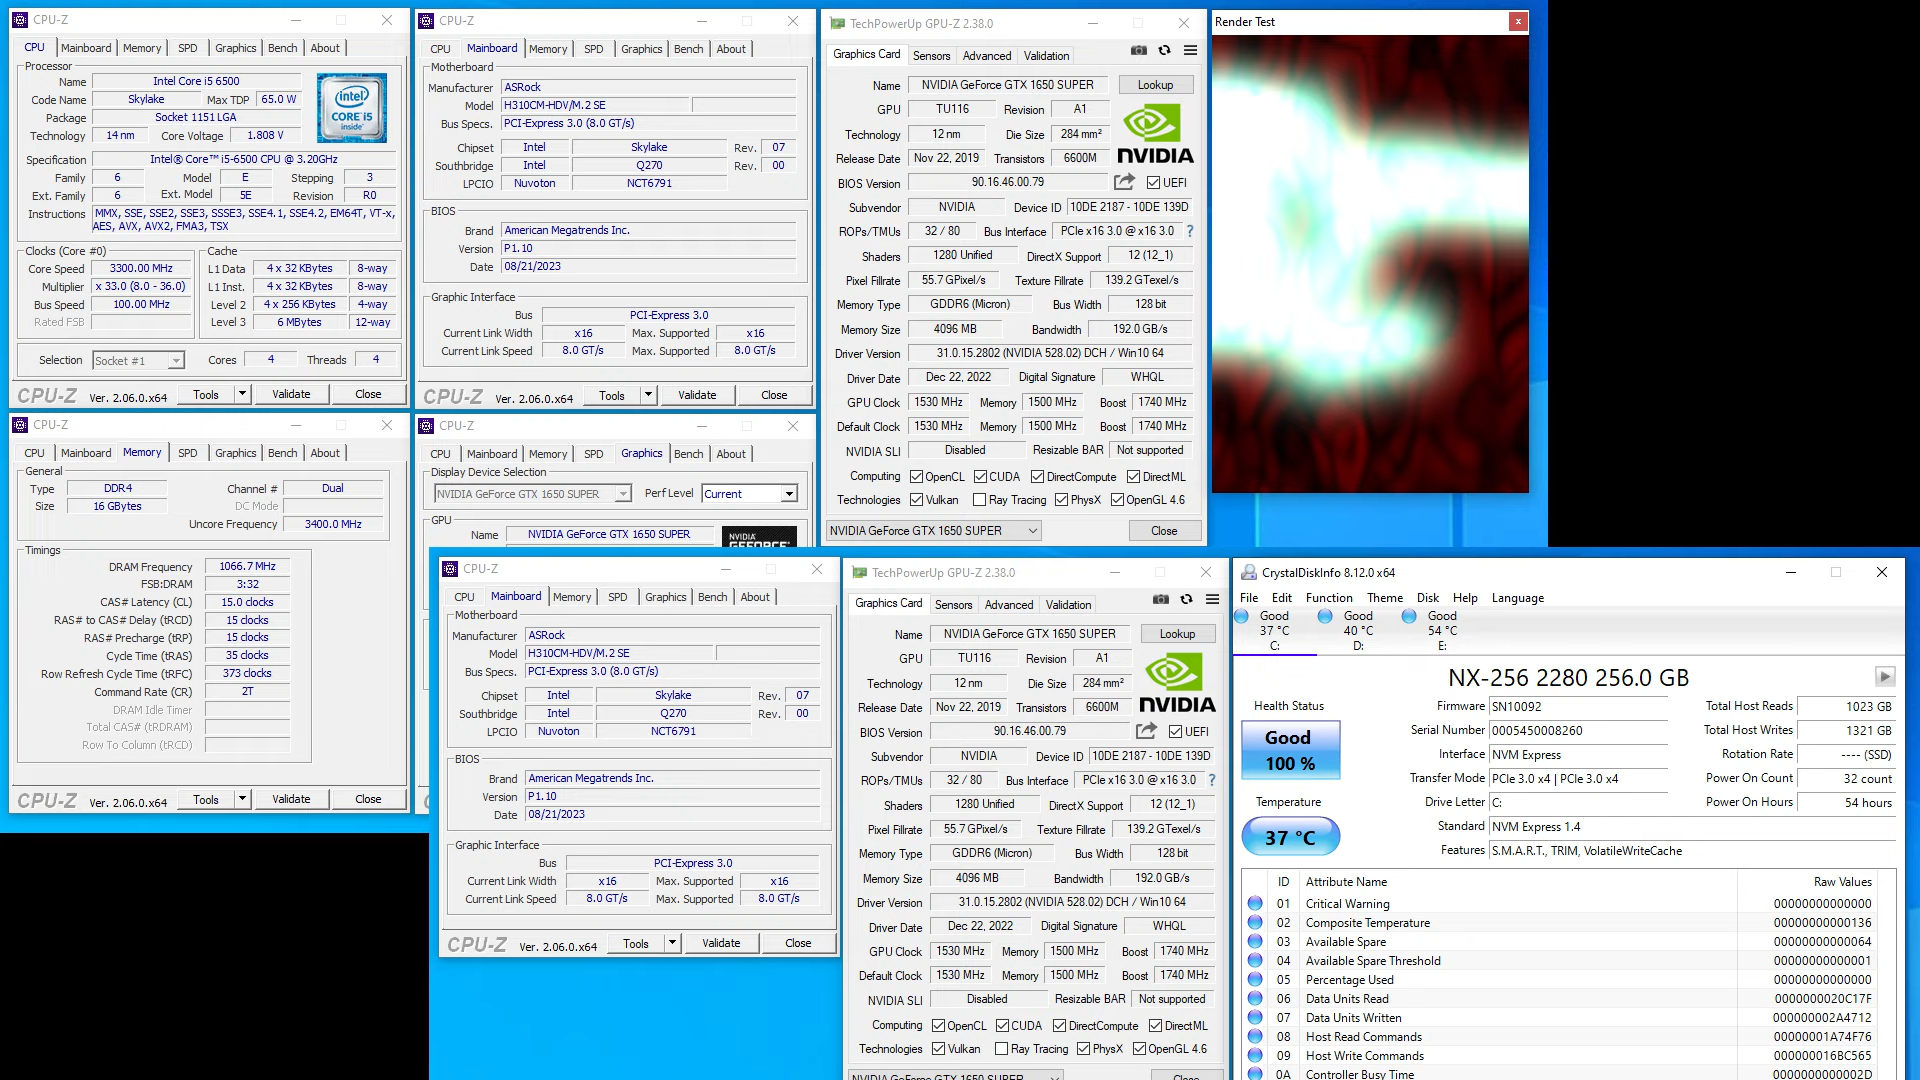 CPU-Z
CPU Mainboard Memory SPD Graphics Bench About
Processor
Name Intel Core i5 6500
Code Name Skylake Max TDP 65.0 W
Package Socket 1151 LGA
Technology 14 nm Core Voltage 1.808 V
intel CORE i5 inside
Specification Intel® Core™ i5-6500 CPU @ 3.20GHz
Family 6 Model E Stepping 3
Ext. Family 6 Ext. Model 5E Revision R0
Instructions MMX, SSE, SSE2, SSE3, SSSE3, SSE4.1, SSE4.2, EM64T, VT-x,
AES, AVX, AVX2, FMA3, TSX
Clocks (Core #0) Cache
Core Speed 3300.00 MHz L1 Data 4 x 32 KBytes 8-way
Multiplier x 33.0 (8.0 - 36.0) L1 Inst. 4 x 32 KBytes 8-way
Bus Speed 100.00 MHz Level 2 4 x 256 KBytes 4-way
Rated FSB Level 3 6 MBytes 12-way
Selection Socket #1 Cores 4 Threads 4
CPU-Z Ver. 2.06.0.x64 Tools Validate Close
CPU-Z
CPU Mainboard Memory SPD Graphics Bench About
Motherboard
Manufacturer ASRock
Model H310CM-HDV/M.2 SE
Bus Specs. PCI-Express 3.0 (8.0 GT/s)
Chipset Intel Skylake Rev. 07
Southbridge Intel Q270 Rev. 00
LPCIO Nuvoton NCT6791
BIOS
Brand American Megatrends Inc.
Version P1.10
Date 08/21/2023
Graphic Interface
Bus PCI-Express 3.0
Current Link Width x16 Max. Supported x16
Current Link Speed 8.0 GT/s Max. Supported 8.0 GT/s
CPU-Z Ver. 2.06.0.x64 Tools Validate Close
TechPowerUp GPU-Z 2.38.0
Graphics Card Sensors Advanced Validation
Name NVIDIA GeForce GTX 1650 SUPER Lookup
GPU TU116 Revision A1
Technology 12 nm Die Size 284 mm²
Release Date Nov 22, 2019 Transistors 6600M
NVIDIA
BIOS Version 90.16.46.00.79 UEFI
Subvendor NVIDIA Device ID 10DE 2187 - 10DE 139D
ROPs/TMUs 32 / 80 Bus Interface PCIe x16 3.0 @ x16 3.0 ?
Shaders 1280 Unified DirectX Support 12 (12_1)
Pixel Fillrate 55.7 GPixel/s Texture Fillrate 139.2 GTexel/s
Memory Type GDDR6 (Micron) Bus Width 128 bit
Memory Size 4096 MB Bandwidth 192.0 GB/s
Driver Version 31.0.15.2802 (NVIDIA 528.02) DCH / Win10 64
Driver Date Dec 22, 2022 Digital Signature WHQL
GPU Clock 1530 MHz Memory 1500 MHz Boost 1740 MHz
Default Clock 1530 MHz Memory 1500 MHz Boost 1740 MHz
NVIDIA SLI Disabled Resizable BAR Not supported
Computing OpenCL CUDA DirectCompute DirectML
Technologies Vulkan Ray Tracing PhysX OpenGL 4.6
NVIDIA GeForce GTX 1650 SUPER Close
Render Test
CPU-Z
CPU Mainboard Memory SPD Graphics Bench About
General
Type DDR4 Channel # Dual
Size 16 GBytes DC Mode
Uncore Frequency 3400.0 MHz
Timings
DRAM Frequency 1066.7 MHz
FSB:DRAM 3:32
CAS# Latency (CL) 15.0 clocks
RAS# to CAS# Delay (tRCD) 15 clocks
RAS# Precharge (tRP) 15 clocks
Cycle Time (tRAS) 35 clocks
Row Refresh Cycle Time (tRFC) 373 clocks
Command Rate (CR) 2T
DRAM Idle Timer
Total CAS# (tRDRAM)
Row To Column (tRCD)
CPU-Z Ver. 2.06.0.x64 Tools Validate Close
CPU-Z
CPU Mainboard Memory SPD Graphics Bench About
Display Device Selection
NVIDIA GeForce GTX 1650 SUPER Perf Level Current
GPU
Name NVIDIA GeForce GTX 1650 SUPER
NVIDIA
GEFORCE
CPU-Z
CPU Mainboard Memory SPD Graphics Bench About
Motherboard
Manufacturer ASRock
Model H310CM-HDV/M.2 SE
Bus Specs. PCI-Express 3.0 (8.0 GT/s)
Chipset Intel Skylake Rev. 07
Southbridge Intel Q270 Rev. 00
LPCIO Nuvoton NCT6791
BIOS
Brand American Megatrends Inc.
Version P1.10
Date 08/21/2023
Graphic Interface
Bus PCI-Express 3.0
Current Link Width x16 Max. Supported x16
Current Link Speed 8.0 GT/s Max. Supported 8.0 GT/s
CPU-Z Ver. 2.06.0.x64 Tools Validate Close
TechPowerUp GPU-Z 2.38.0
Graphics Card Sensors Advanced Validation
Name NVIDIA GeForce GTX 1650 SUPER Lookup
GPU TU116 Revision A1
Technology 12 nm Die Size 284 mm²
Release Date Nov 22, 2019 Transistors 6600M
NVIDIA
BIOS Version 90.16.46.00.79 UEFI
Subvendor NVIDIA Device ID 10DE 2187 - 10DE 139D
ROPs/TMUs 32 / 80 Bus Interface PCIe x16 3.0 @ x16 3.0 ?
Shaders 1280 Unified DirectX Support 12 (12_1)
Pixel Fillrate 55.7 GPixel/s Texture Fillrate 139.2 GTexel/s
Memory Type GDDR6 (Micron) Bus Width 128 bit
Memory Size 4096 MB Bandwidth 192.0 GB/s
Driver Version 31.0.15.2802 (NVIDIA 528.02) DCH / Win10 64
Driver Date Dec 22, 2022 Digital Signature WHQL
GPU Clock 1530 MHz Memory 1500 MHz Boost 1740 MHz
Default Clock 1530 MHz Memory 1500 MHz Boost 1740 MHz
NVIDIA SLI Disabled Resizable BAR Not supported
Computing OpenCL CUDA DirectCompute DirectML
Technologies Vulkan Ray Tracing PhysX OpenGL 4.6
NVIDIA GeForce GTX 1650 SUPER Close
CrystalDiskInfo 8.12.0 x64
File Edit Function Theme Disk Help Language
Good Good Good
37 °C 40 °C 54 °C
C: D: E:
NX-256 2280 256.0 GB
Health Status
Good
100 %
Temperature
37 °C
Firmware SN10092 Total Host Reads 1023 GB
Serial Number 0005450008260 Total Host Writes 1321 GB
Interface NVM Express Rotation Rate ---- (SSD)
Transfer Mode PCIe 3.0 x4 | PCIe 3.0 x4 Power On Count 32 count
Drive Letter C: Power On Hours 54 hours
Standard NVM Express 1.4
Features S.M.A.R.T., TRIM, VolatileWriteCache
ID Attribute Name Raw Values
01 Critical Warning 00000000000000
02 Composite Temperature 00000000000136
03 Available Spare 00000000000064
04 Available Spare Threshold 00000000000001
05 Percentage Used 00000000000000
06 Data Units Read 0000000020C17F
07 Data Units Written 000000002A4712
08 Host Read Commands 00000001A74F76
09 Host Write Commands 000000016BC565
0A Controller Busy Time 0000000000002D